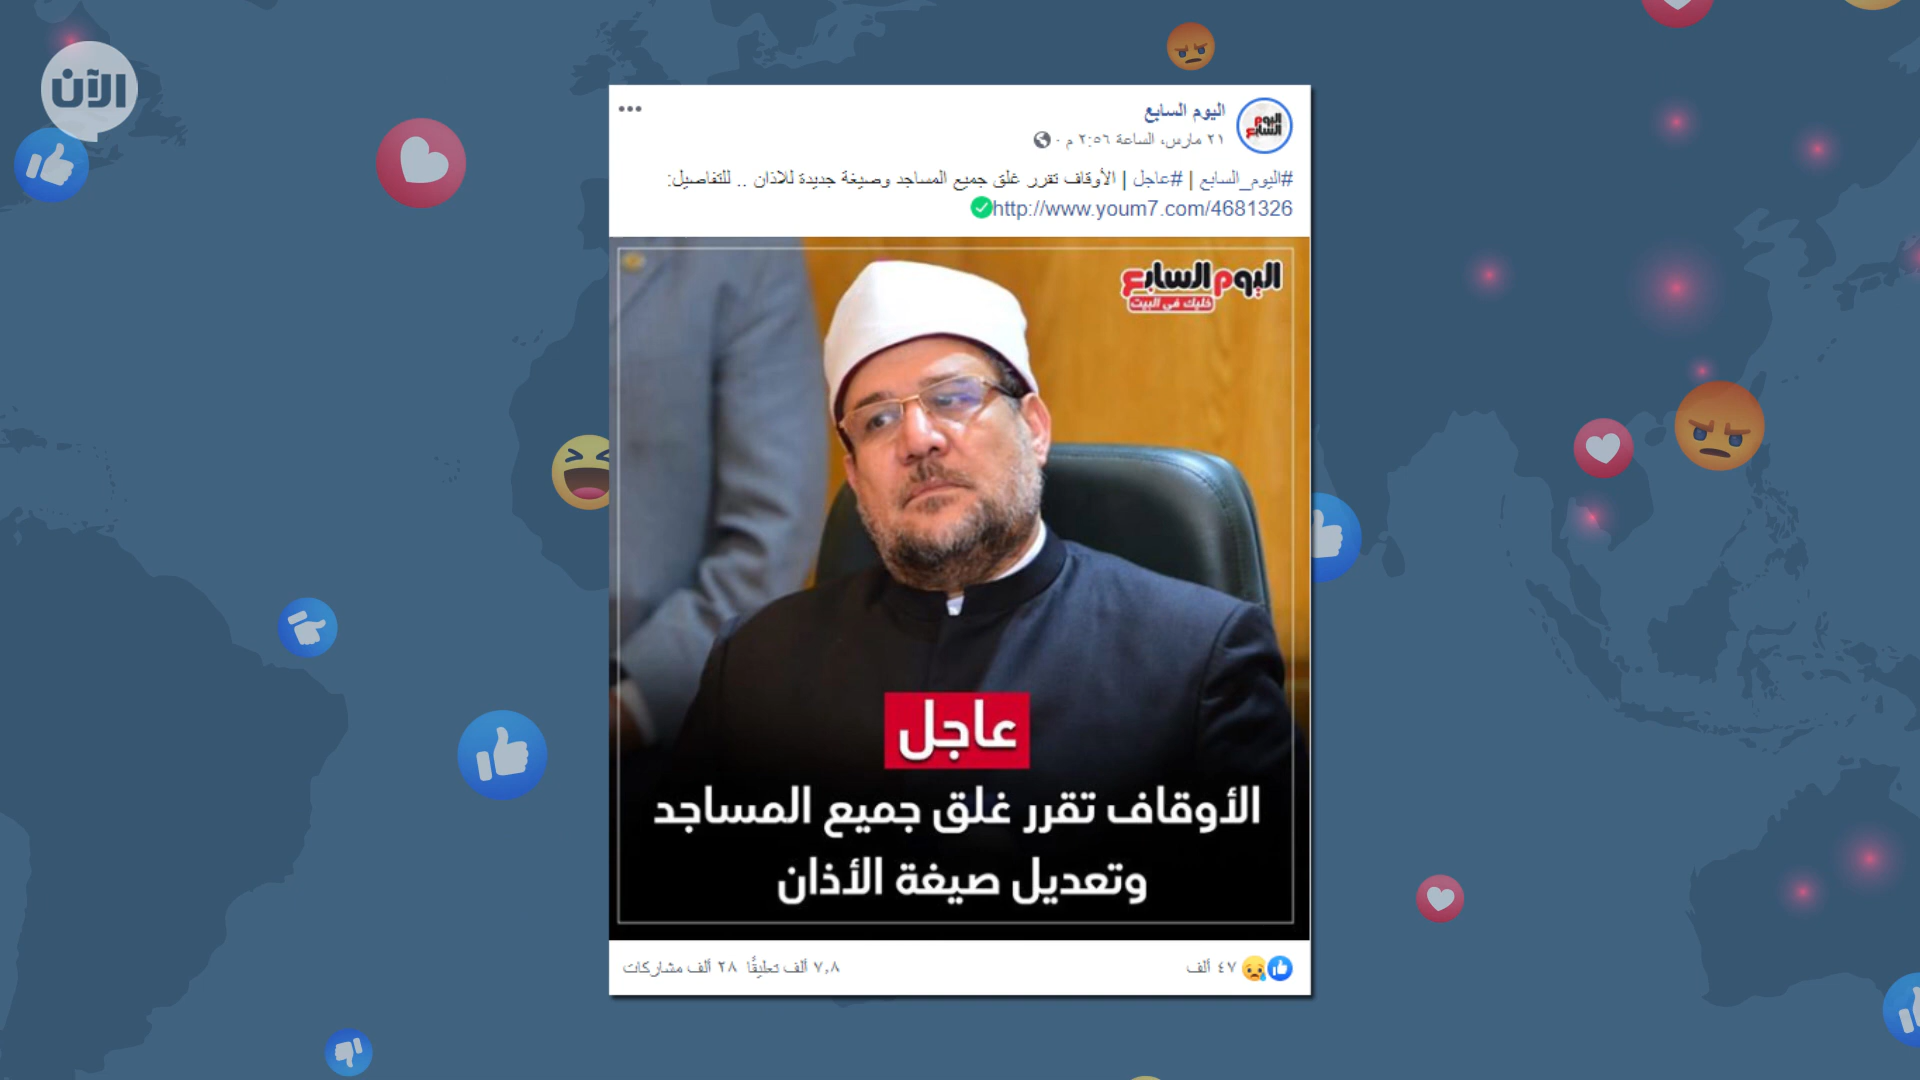 الآن
اليوم السابع
٢١ مارس، الساعة ٢:٥٦ م ·
#اليوم_السابع | #عاجل | الأوقاف تقرر غلق جميع المساجد وصيغة جديدة للاذان .. للتفاصيل:
http://www.youm7.com/4681326
اليوم السابع
خليك فى البيت
عاجل
الأوقاف تقرر غلق جميع المساجد
وتعديل صيغة الأذان
٤٧ ألف
٧,٨ ألف تعليقًا ٢٨ ألف مشاركات